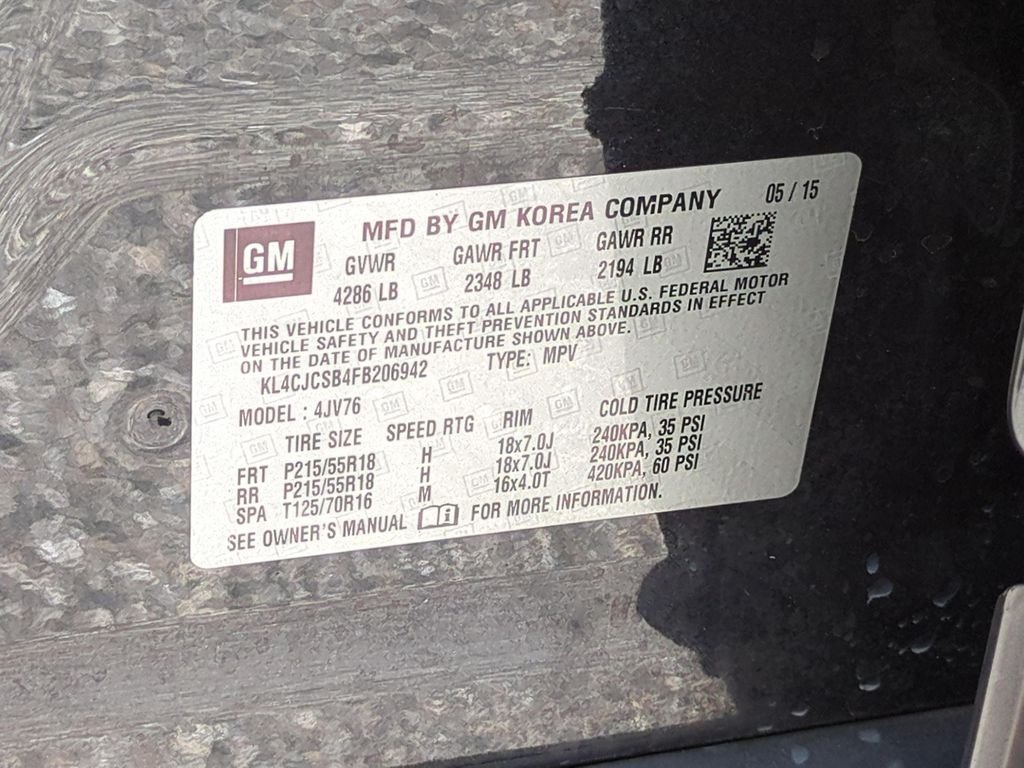 GM
MFD BY GM KOREA COMPANY 05 / 15
GVWR GAWR FRT GAWR RR
4286 LB 2348 LB 2194 LB
THIS VEHICLE CONFORMS TO ALL APPLICABLE U.S. FEDERAL MOTOR
VEHICLE SAFETY AND THEFT PREVENTION STANDARDS IN EFFECT
ON THE DATE OF MANUFACTURE SHOWN ABOVE.
KL4CJCSB4FB206942 TYPE: MPV
MODEL : 4JV76
TIRE SIZE SPEED RTG RIM COLD TIRE PRESSURE
FRT P215/55R18 H 18x7.0J 240KPA, 35 PSI
RR P215/55R18 H 18x7.0J 240KPA, 35 PSI
SPA T125/70R16 M 16x4.0T 420KPA, 60 PSI
SEE OWNER'S MANUAL i FOR MORE INFORMATION.